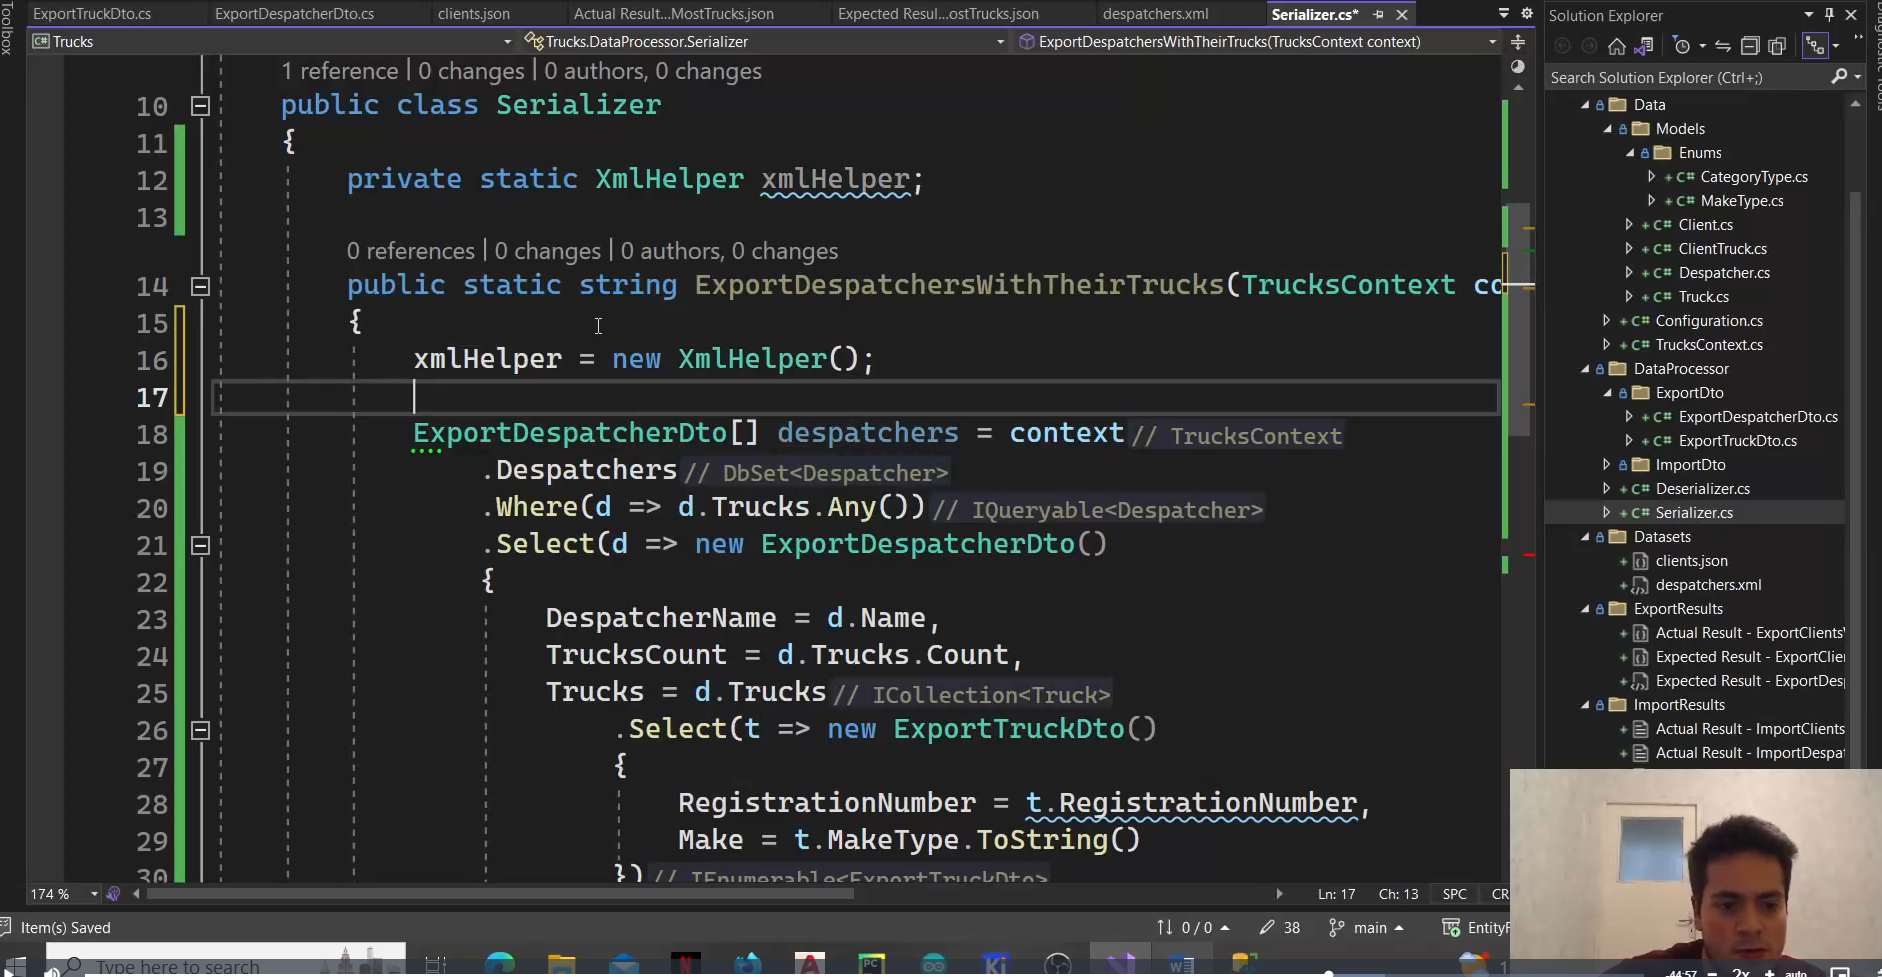 ExportTruckDto.cs ExportDespatcherDto.cs clients.json Actual Result...MostTrucks.json Expected Resul...ostTrucks.json despatchers.xml Serializer.cs*
Trucks Trucks.DataProcessor.Serializer ExportDespatchersWithTheirTrucks(TrucksContext context)
Toolbox
1 reference | 0 changes | 0 authors, 0 changes
10 public class Serializer
11 {
12 private static XmlHelper xmlHelper;
13
0 references | 0 changes | 0 authors, 0 changes
14 public static string ExportDespatchersWithTheirTrucks(TrucksContext co
15 {
16 xmlHelper = new XmlHelper();
17
18 ExportDespatcherDto[] despatchers = context // TrucksContext
19 .Despatchers // DbSet<Despatcher>
20 .Where(d => d.Trucks.Any()) // IQueryable<Despatcher>
21 .Select(d => new ExportDespatcherDto()
22 {
23 DespatcherName = d.Name,
24 TrucksCount = d.Trucks.Count,
25 Trucks = d.Trucks // ICollection<Truck>
26 .Select(t => new ExportTruckDto()
27 {
28 RegistrationNumber = t.RegistrationNumber,
29 Make = t.MakeType.ToString()
30 }) // IEnumerable<ExportTruckDto>
174 % Ln: 17 Ch: 13 SPC CR
Item(s) Saved 0 / 0 38 main EntityF
Type here to search
-44:57 2x auto
Solution Explorer
Search Solution Explorer (Ctrl+;)
Data
Models
Enums
C# CategoryType.cs
C# MakeType.cs
C# Client.cs
C# ClientTruck.cs
C# Despatcher.cs
C# Truck.cs
C# Configuration.cs
C# TrucksContext.cs
DataProcessor
ExportDto
C# ExportDespatcherDto.cs
C# ExportTruckDto.cs
ImportDto
C# Deserializer.cs
C# Serializer.cs
Datasets
clients.json
despatchers.xml
ExportResults
Actual Result - ExportClients
Expected Result - ExportClie
Expected Result - ExportDes
ImportResults
Actual Result - ImportClients
Actual Result - ImportDespat